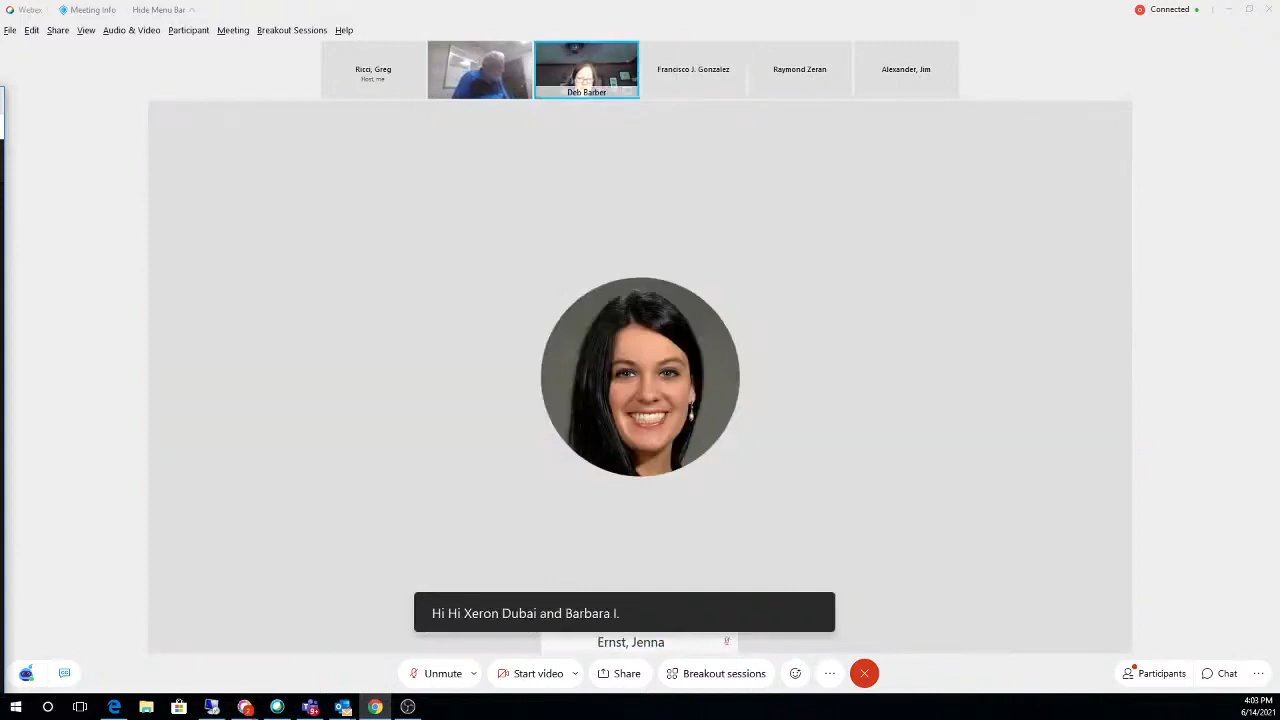 Webex
Meeting Info
Hide Menu Bar
Connected
File
Edit
Share
View
Audio & Video
Participant
Meeting
Breakout Sessions
Help
Ricci, Greg
Host, me
Deb Barber
Francisco J. Gonzalez
Raymond Zeran
Alexander, Jim
Hi Hi Xeron Dubai and Barbara I.
Ernst, Jenna
Unmute
Start video
Share
Breakout sessions
Participants
Chat
4:03 PM
6/14/2021